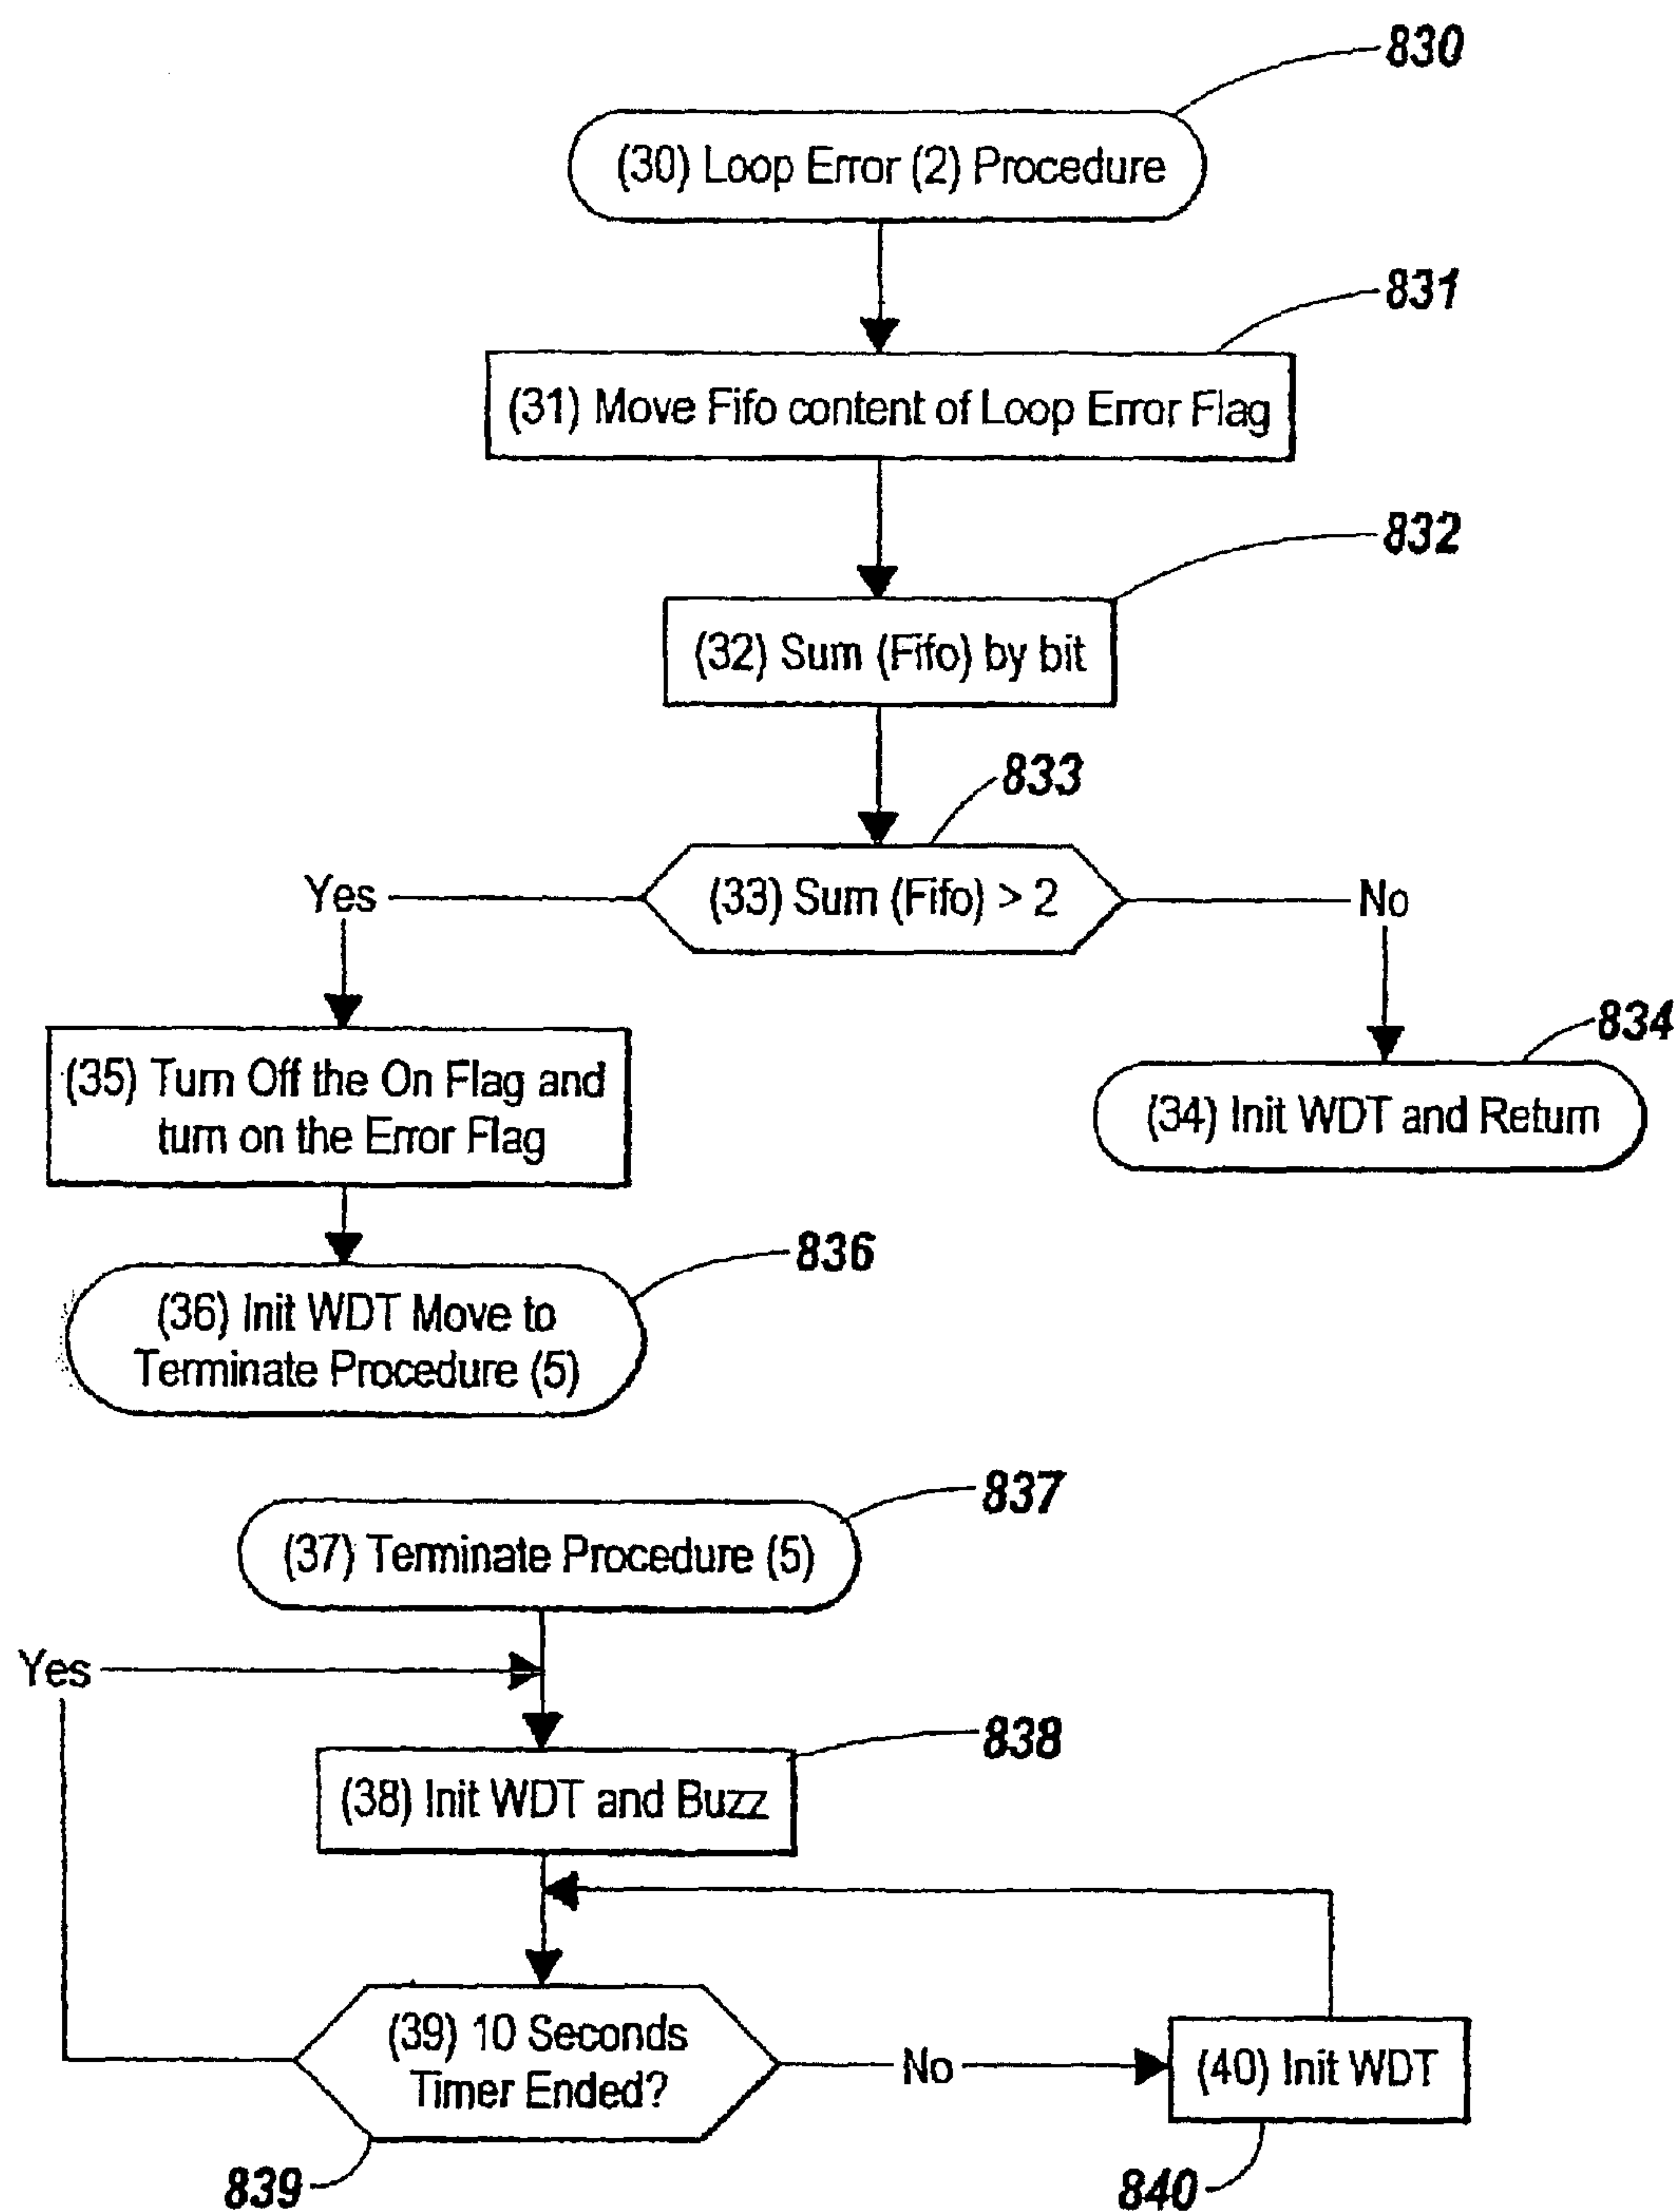 830
(30) Loop Error (2) Procedure
831
(31) Move Fifo content of Loop Error Flag
832
(32) Sum (Fifo) by bit
833
Yes
(33) Sum (Fifo) > 2
No
834
(35) Turn Off the On Flag and
turn on the Error Flag
(34) Init WDT and Return
836
(36) Init WDT Move to
Terminate Procedure (5)
837
(37) Terminate Procedure (5)
Yes
838
(38) Init WDT and Buzz
(39) 10 Seconds
Timer Ended?
No
(40) Init WDT
839
840